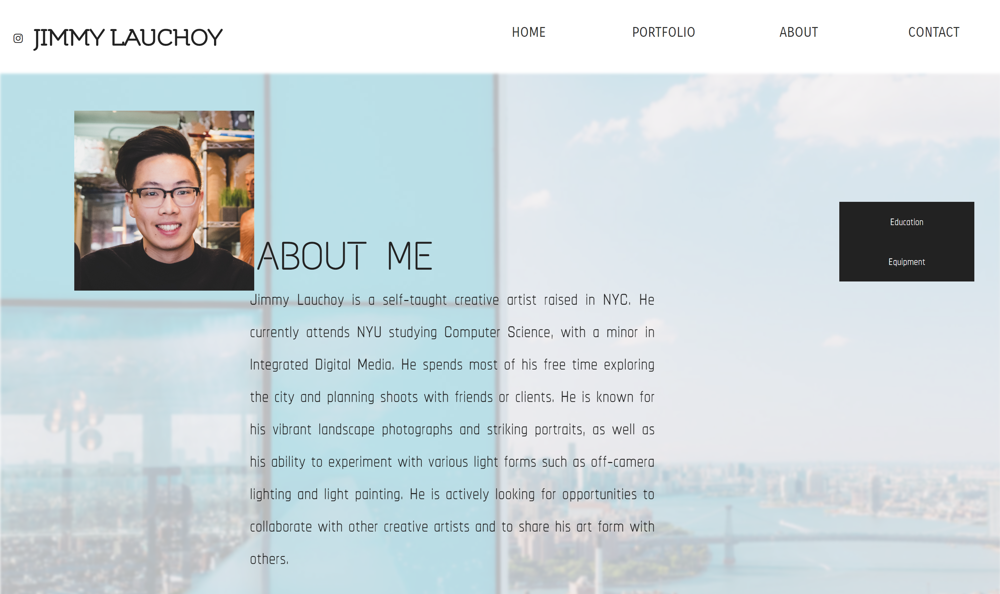 JIMMY LAUCHOY
HOME
PORTFOLIO
ABOUT
CONTACT
Education
Equipment
ABOUT ME
Jimmy Lauchoy is a self-taught creative artist raised in NYC. He
currently attends NYU studying Computer Science, with a minor in
Integrated Digital Media. He spends most of his free time exploring
the city and planning shoots with friends or clients. He is known for
his vibrant landscape photographs and striking portraits, as well as
his ability to experiment with various light forms such as off-camera
lighting and light painting. He is actively looking for opportunities to
collaborate with other creative artists and to share his art form with
others.